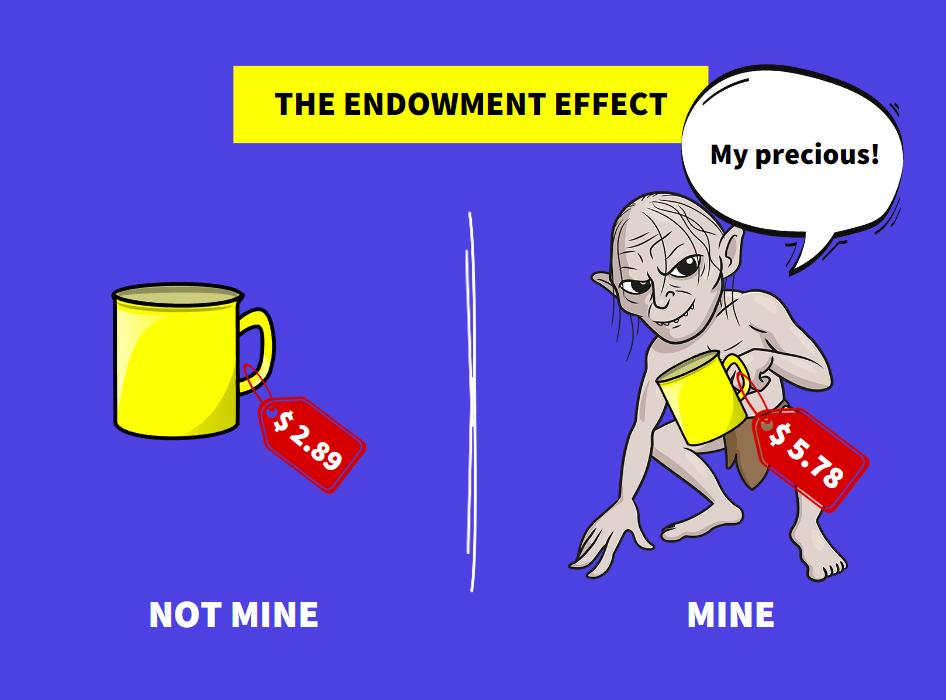 THE ENDOWMENT EFFECT
My precious!
$ 2.89
$ 5.78
NOT MINE
MINE